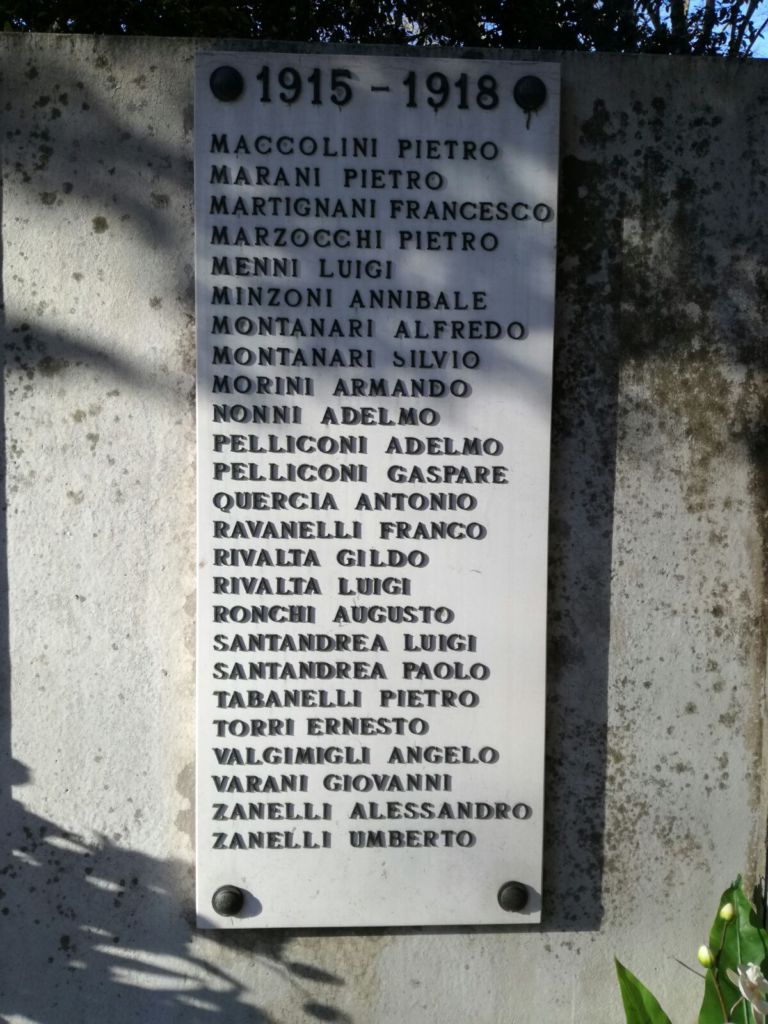 1915 - 1918
MACCOLINI PIETRO
MARANI PIETRO
MARTIGNANI FRANCESCO
MARZOCCHI PIETRO
MENNI LUIGI
MINZONI ANNIBALE
MONTANARI ALFREDO
MONTANARI SILVIO
MORINI ARMANDO
NONNI ADELMO
PELLICONI ADELMO
PELLICONI GASPARE
QUERCIA ANTONIO
RAVANELLI FRANCO
RIVALTA GILDO
RIVALTA LUIGI
RONCHI AUGUSTO
SANTANDREA LUIGI
SANTANDREA PAOLO
TABANELLI PIETRO
TORRI ERNESTO
VALGIMIGLI ANGELO
VARANI GIOVANNI
ZANELLI ALESSANDRO
ZANELLI UMBERTO